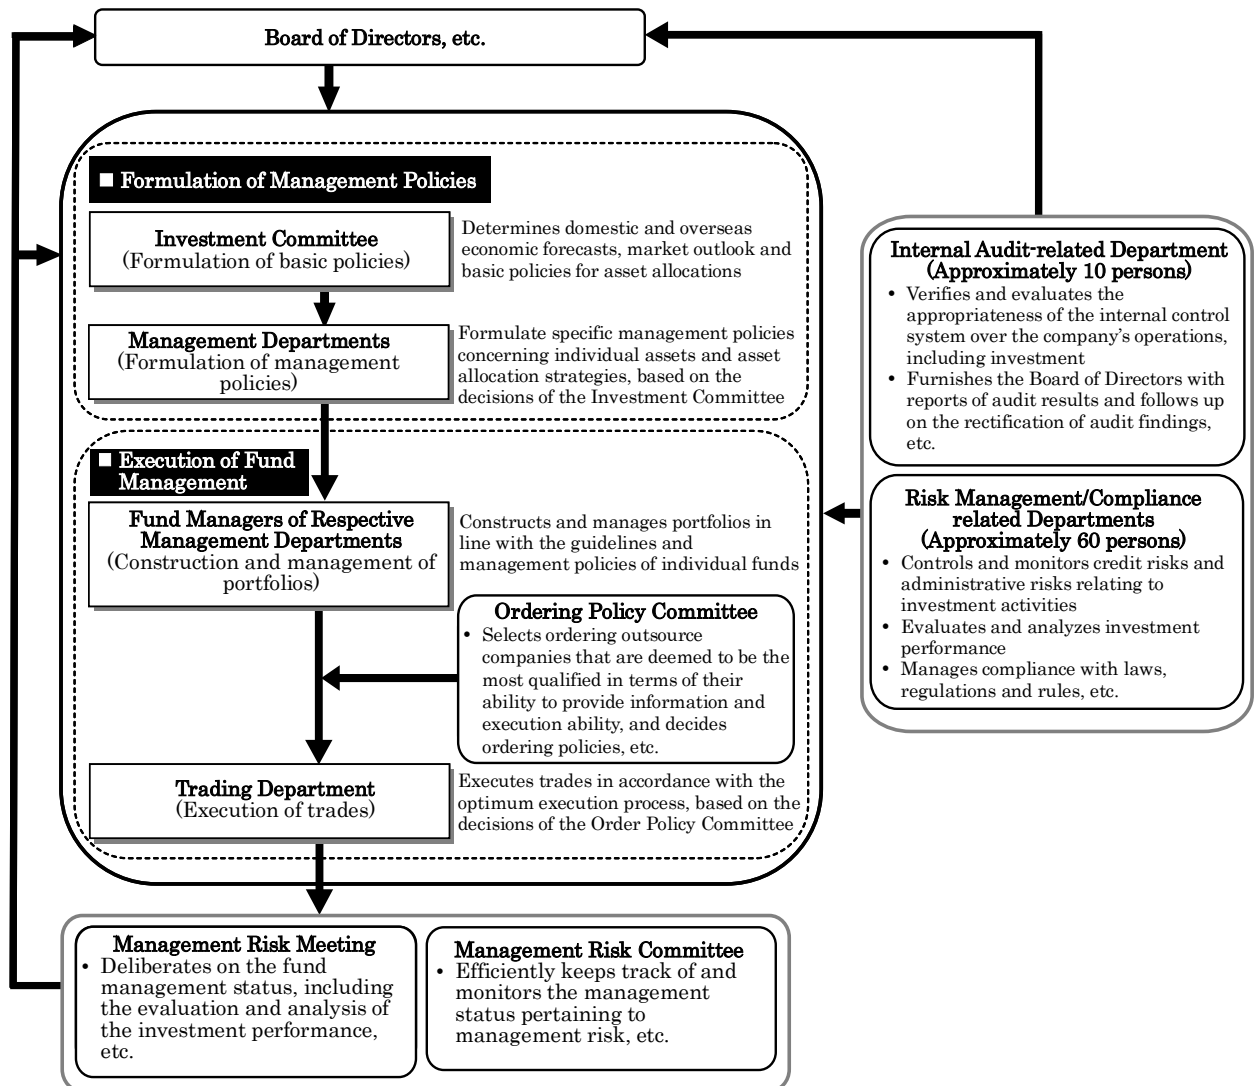 Board of Directors, etc.
■ Formulation of Management Policies
Investment Committee
(Formulation of basic policies)
Determines domestic and overseas
economic forecasts, market outlook and
basic policies for asset allocations
Management Departments
(Formulation of management
policies)
Formulate specific management policies
concerning individual assets and asset
allocation strategies, based on the
decisions of the Investment Committee
■ Execution of Fund
Management
Fund Managers of Respective
Management Departments
(Construction and management of
portfolios)
Constructs and manages portfolios in
line with the guidelines and
management policies of individual funds
Ordering Policy Committee
• Selects ordering outsource
companies that are deemed to be the
most qualified in terms of their
ability to provide information and
execution ability, and decides
ordering policies, etc.
Trading Department
(Execution of trades)
Executes trades in accordance with the
optimum execution process, based on the
decisions of the Order Policy Committee
Internal Audit-related Department
(Approximately 10 persons)
• Verifies and evaluates the
appropriateness of the internal control
system over the company's operations,
including investment
• Furnishes the Board of Directors with
reports of audit results and follows up
on the rectification of audit findings,
etc.
Risk Management/Compliance
related Departments
(Approximately 60 persons)
• Controls and monitors credit risks and
administrative risks relating to
investment activities
• Evaluates and analyzes investment
performance
• Manages compliance with laws,
regulations and rules, etc.
Management Risk Meeting
• Deliberates on the fund
management status, including
the evaluation and analysis of
the investment performance,
etc.
Management Risk Committee
• Efficiently keeps track of and
monitors the management
status pertaining to
management risk, etc.